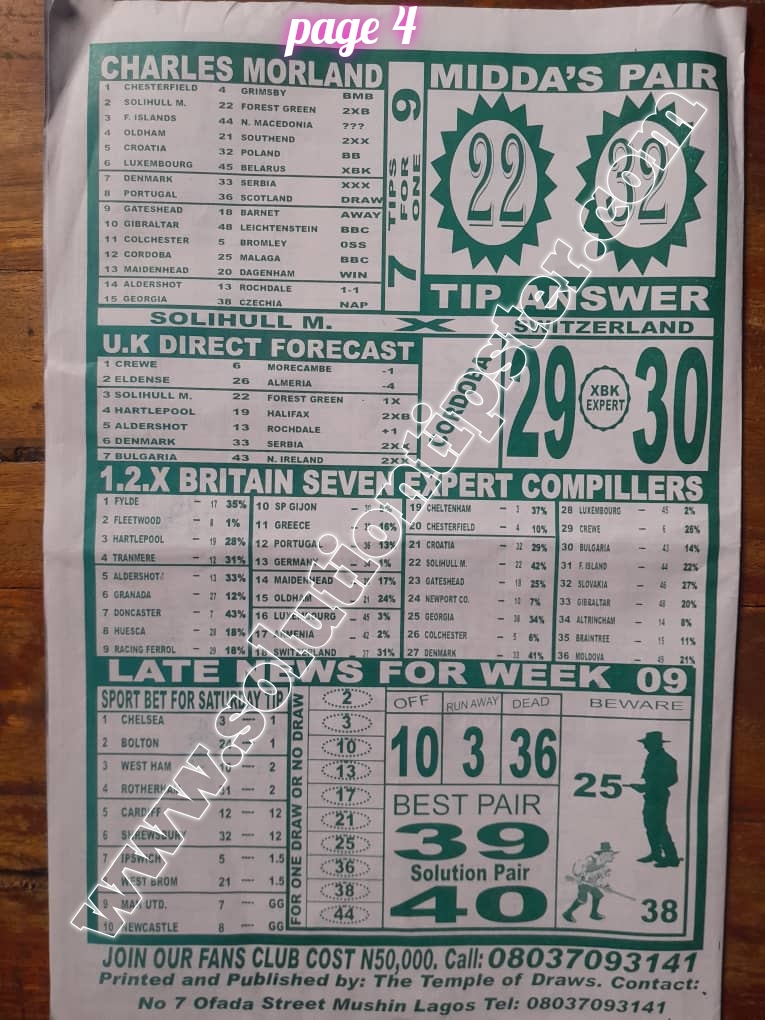 page 4
CHARLES MORLAND
1 CHESTERFIELD 4 GRIMSBY BMB
2 SOLIHULL M. 22 FOREST GREEN 2XB
3 F. ISLANDS 44 N. MACEDONIA ???
4 OLDHAM 21 SOUTHEND 2XX
5 CROATIA 32 POLAND BB
6 LUXEMBOURG 45 BELARUS XBK
7 DENMARK 33 SERBIA XXX
8 PORTUGAL 36 SCOTLAND DRAW
9 GATESHEAD 18 BARNET AWAY
10 GIBRALTAR 48 LEICHTENSTEIN BBC
11 COLCHESTER 5 BROMLEY 0SS
12 CORDOBA 25 MALAGA BBC
13 MAIDENHEAD 20 DAGENHAM WIN
14 ALDERSHOT 13 ROCHDALE 1-1
15 GEORGIA 38 CZECHIA NAP
7 TIPS FOR ONE 9
MIDDA'S PAIR
22 32
TIP ANSWER
SOLIHULL M. X SWITZERLAND
U.K DIRECT FORECAST
1 CREWE 6 MORECAMBE -1
2 ELDENSE 26 ALMERIA -4
3 SOLIHULL M. 22 FOREST GREEN 1X
4 HARTLEPOOL 19 HALIFAX 2XB
5 ALDERSHOT 13 ROCHDALE +1
6 DENMARK 33 SERBIA 2XX
7 BULGARIA 43 N. IRELAND 2XX
CORDOBA
29 XBK EXPERT 30
1.2.X BRITAIN SEVEN EXPERT COMPILLERS
1 FYLDE – 17 35%
2 FLEETWOOD – 8 1%
3 HARTLEPOOL – 19 28%
4 TRANMERE – 12 31%
5 ALDERSHOT – 13 33%
6 GRANADA – 27 12%
7 DONCASTER – 7 43%
8 HUESCA – 28 18%
9 RACING FERROL – 29 18%
10 SP GIJON
11 GREECE 16%
12 PORTUGAL 36 13%
13 GERMANY 1%
14 MAIDENHEAD 17%
15 OLDHAM 21 24%
16 LUXEMBOURG – 45 3%
17 ARMENIA – 42 2%
18 SWITZERLAND 37 31%
19 CHELTENHAM – 3 37%
20 CHESTERFIELD – 4 10%
21 CROATIA – 32 29%
22 SOLIHULL M. – 22 42%
23 GATESHEAD – 18 25%
24 NEWPORT CO. – 10 7%
25 GEORGIA – 38 34%
26 COLCHESTER – 5 6%
27 DENMARK – 33 41%
28 LUXEMBOURG – 45 2%
29 CREWE – 6 26%
30 BULGARIA – 43 14%
31 F. ISLAND – 44 22%
32 SLOVAKIA – 46 27%
33 GIBRALTAR – 48 20%
34 ALTRINCHAM – 14 8%
35 BRAINTREE – 15 11%
36 MOLDOVA – 49 21%
LATE NEWS FOR WEEK 09
SPORT BET FOR SATURDAY TIP
1 CHELSEA 3 ---- 1
2 BOLTON ---- 1
3 WEST HAM ---- 2
4 ROTHERHAM ---- 2
5 CARDIFF 12 ---- 12
6 SHREWSBURY 32 ---- 12
7 IPSWICH 5 ---- 1.5
8 WEST BROM 21 ---- 1.5
9 MAN UTD. 7 ---- GG
10 NEWCASTLE 8 ---- GG
FOR ONE DRAW OR NO DRAW
2
3
10
13
17
21
25
36
38
44
OFF RUN AWAY DEAD
10 3 36
BEST PAIR
39
Solution Pair
40
BEWARE
25
38
JOIN OUR FANS CLUB COST N50,000. Call: 08037093141
Printed and Published by: The Temple of Draws. Contact:
No 7 Ofada Street Mushin Lagos Tel: 08037093141
www.solutiontipster.com